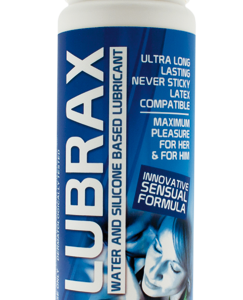 LUBRAX
WATER AND SILICONE BASED LUBRICANT
ULTRA LONG
LASTING
NEVER STICKY
LATEX
COMPATIBLE
MAXIMUM
PLEASURE
FOR HER
& FOR HIM
INNOVATIVE
SENSUAL
FORMULA